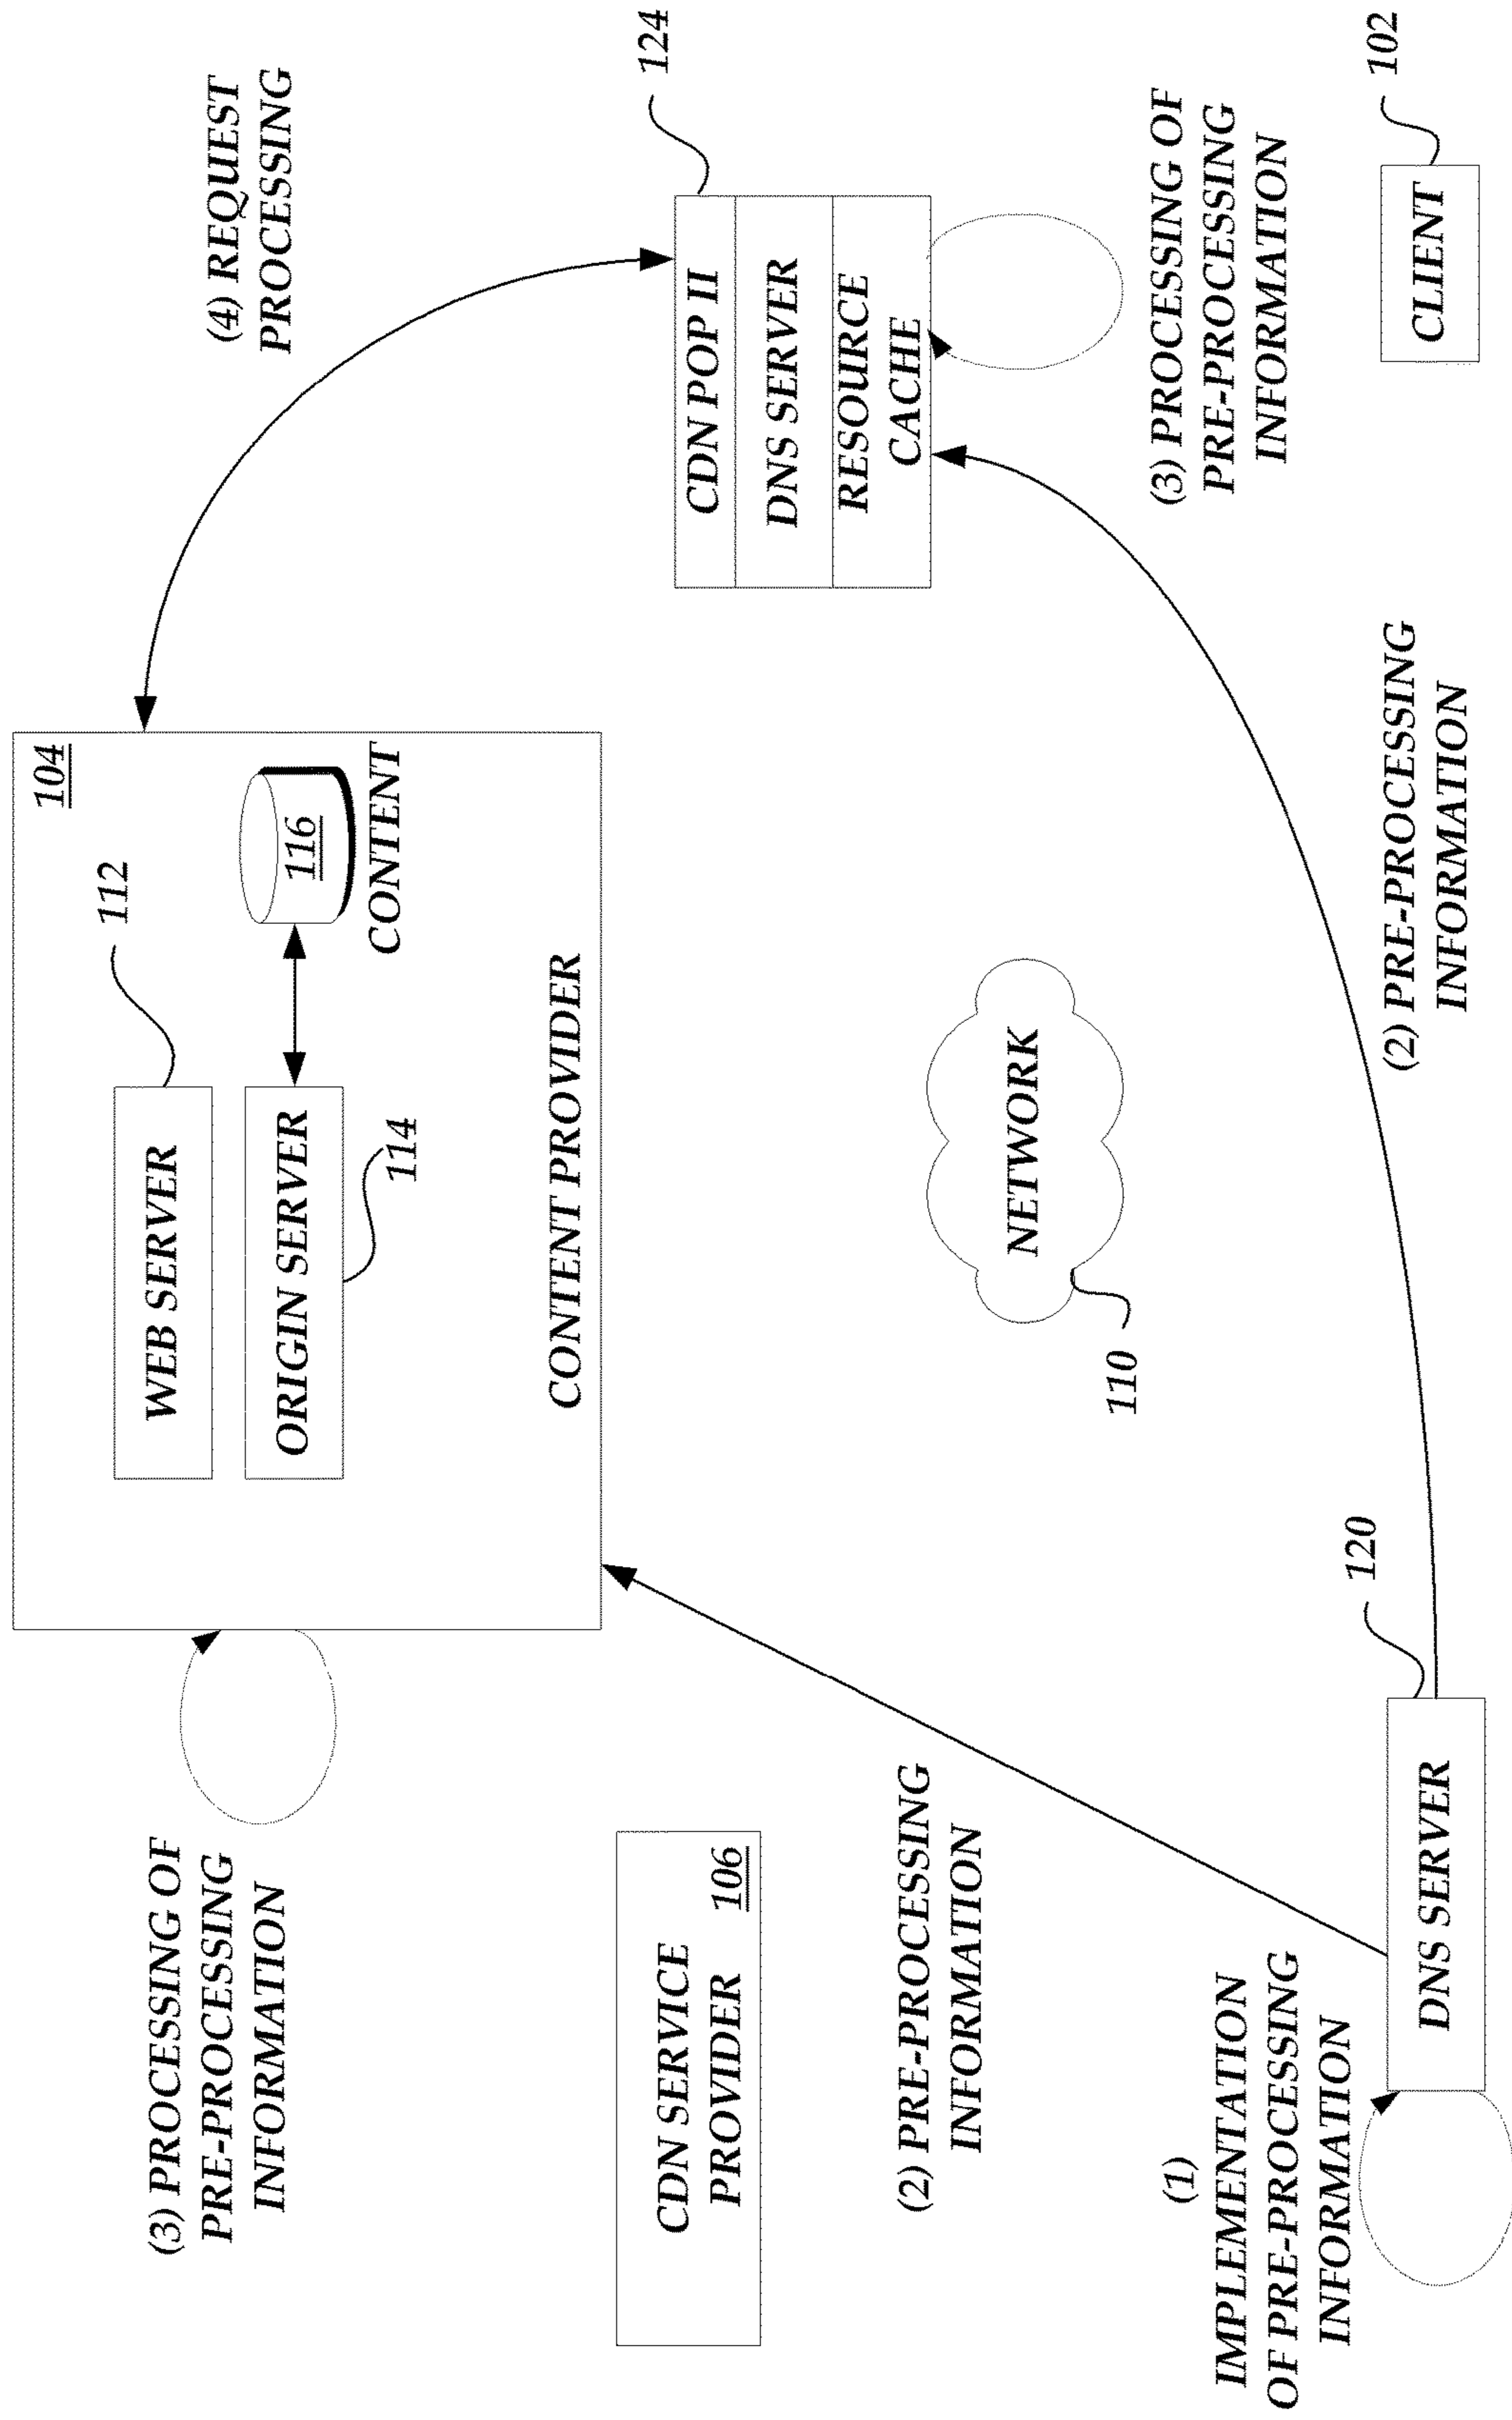 (3) PROCESSING OF
PRE-PROCESSING
INFORMATION
104
WEB SERVER
112
ORIGIN SERVER
114
116
CONTENT
CONTENT PROVIDER
(4) REQUEST
PROCESSING
CDN SERVICE
PROVIDER 106
124
CDN POP II
DNS SERVER
RESOURCE
CACHE
(2) PRE-PROCESSING
INFORMATION
NETWORK
110
(3) PROCESSING OF
PRE-PROCESSING
INFORMATION
(1)
IMPLEMENTATION
OF PRE-PROCESSING
INFORMATION
120
DNS SERVER
(2) PRE-PROCESSING
INFORMATION
102
CLIENT